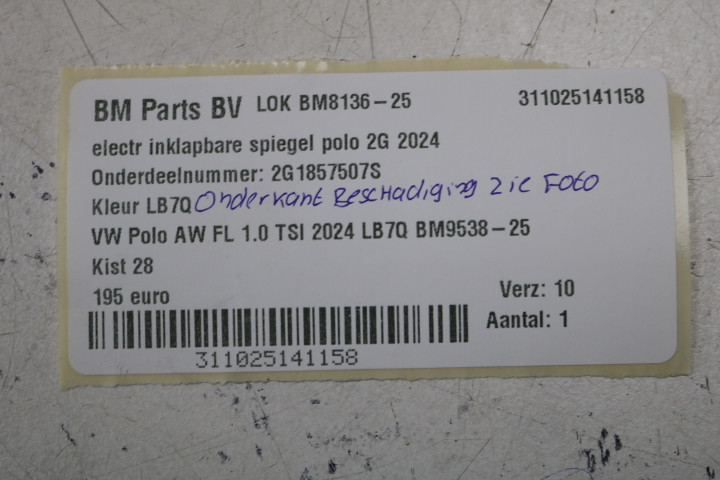 BM Parts BV LOK BM8136-25 311025141158
electr inklapbare spiegel polo 2G 2024
Onderdeelnummer: 2G1857507S
Kleur LB7Q Onderkant Beschadiging zie Foto
VW Polo AW FL 1.0 TSI 2024 LB7Q BM9538-25
Kist 28
195 euro Verz: 10
Aantal: 1
311025141158